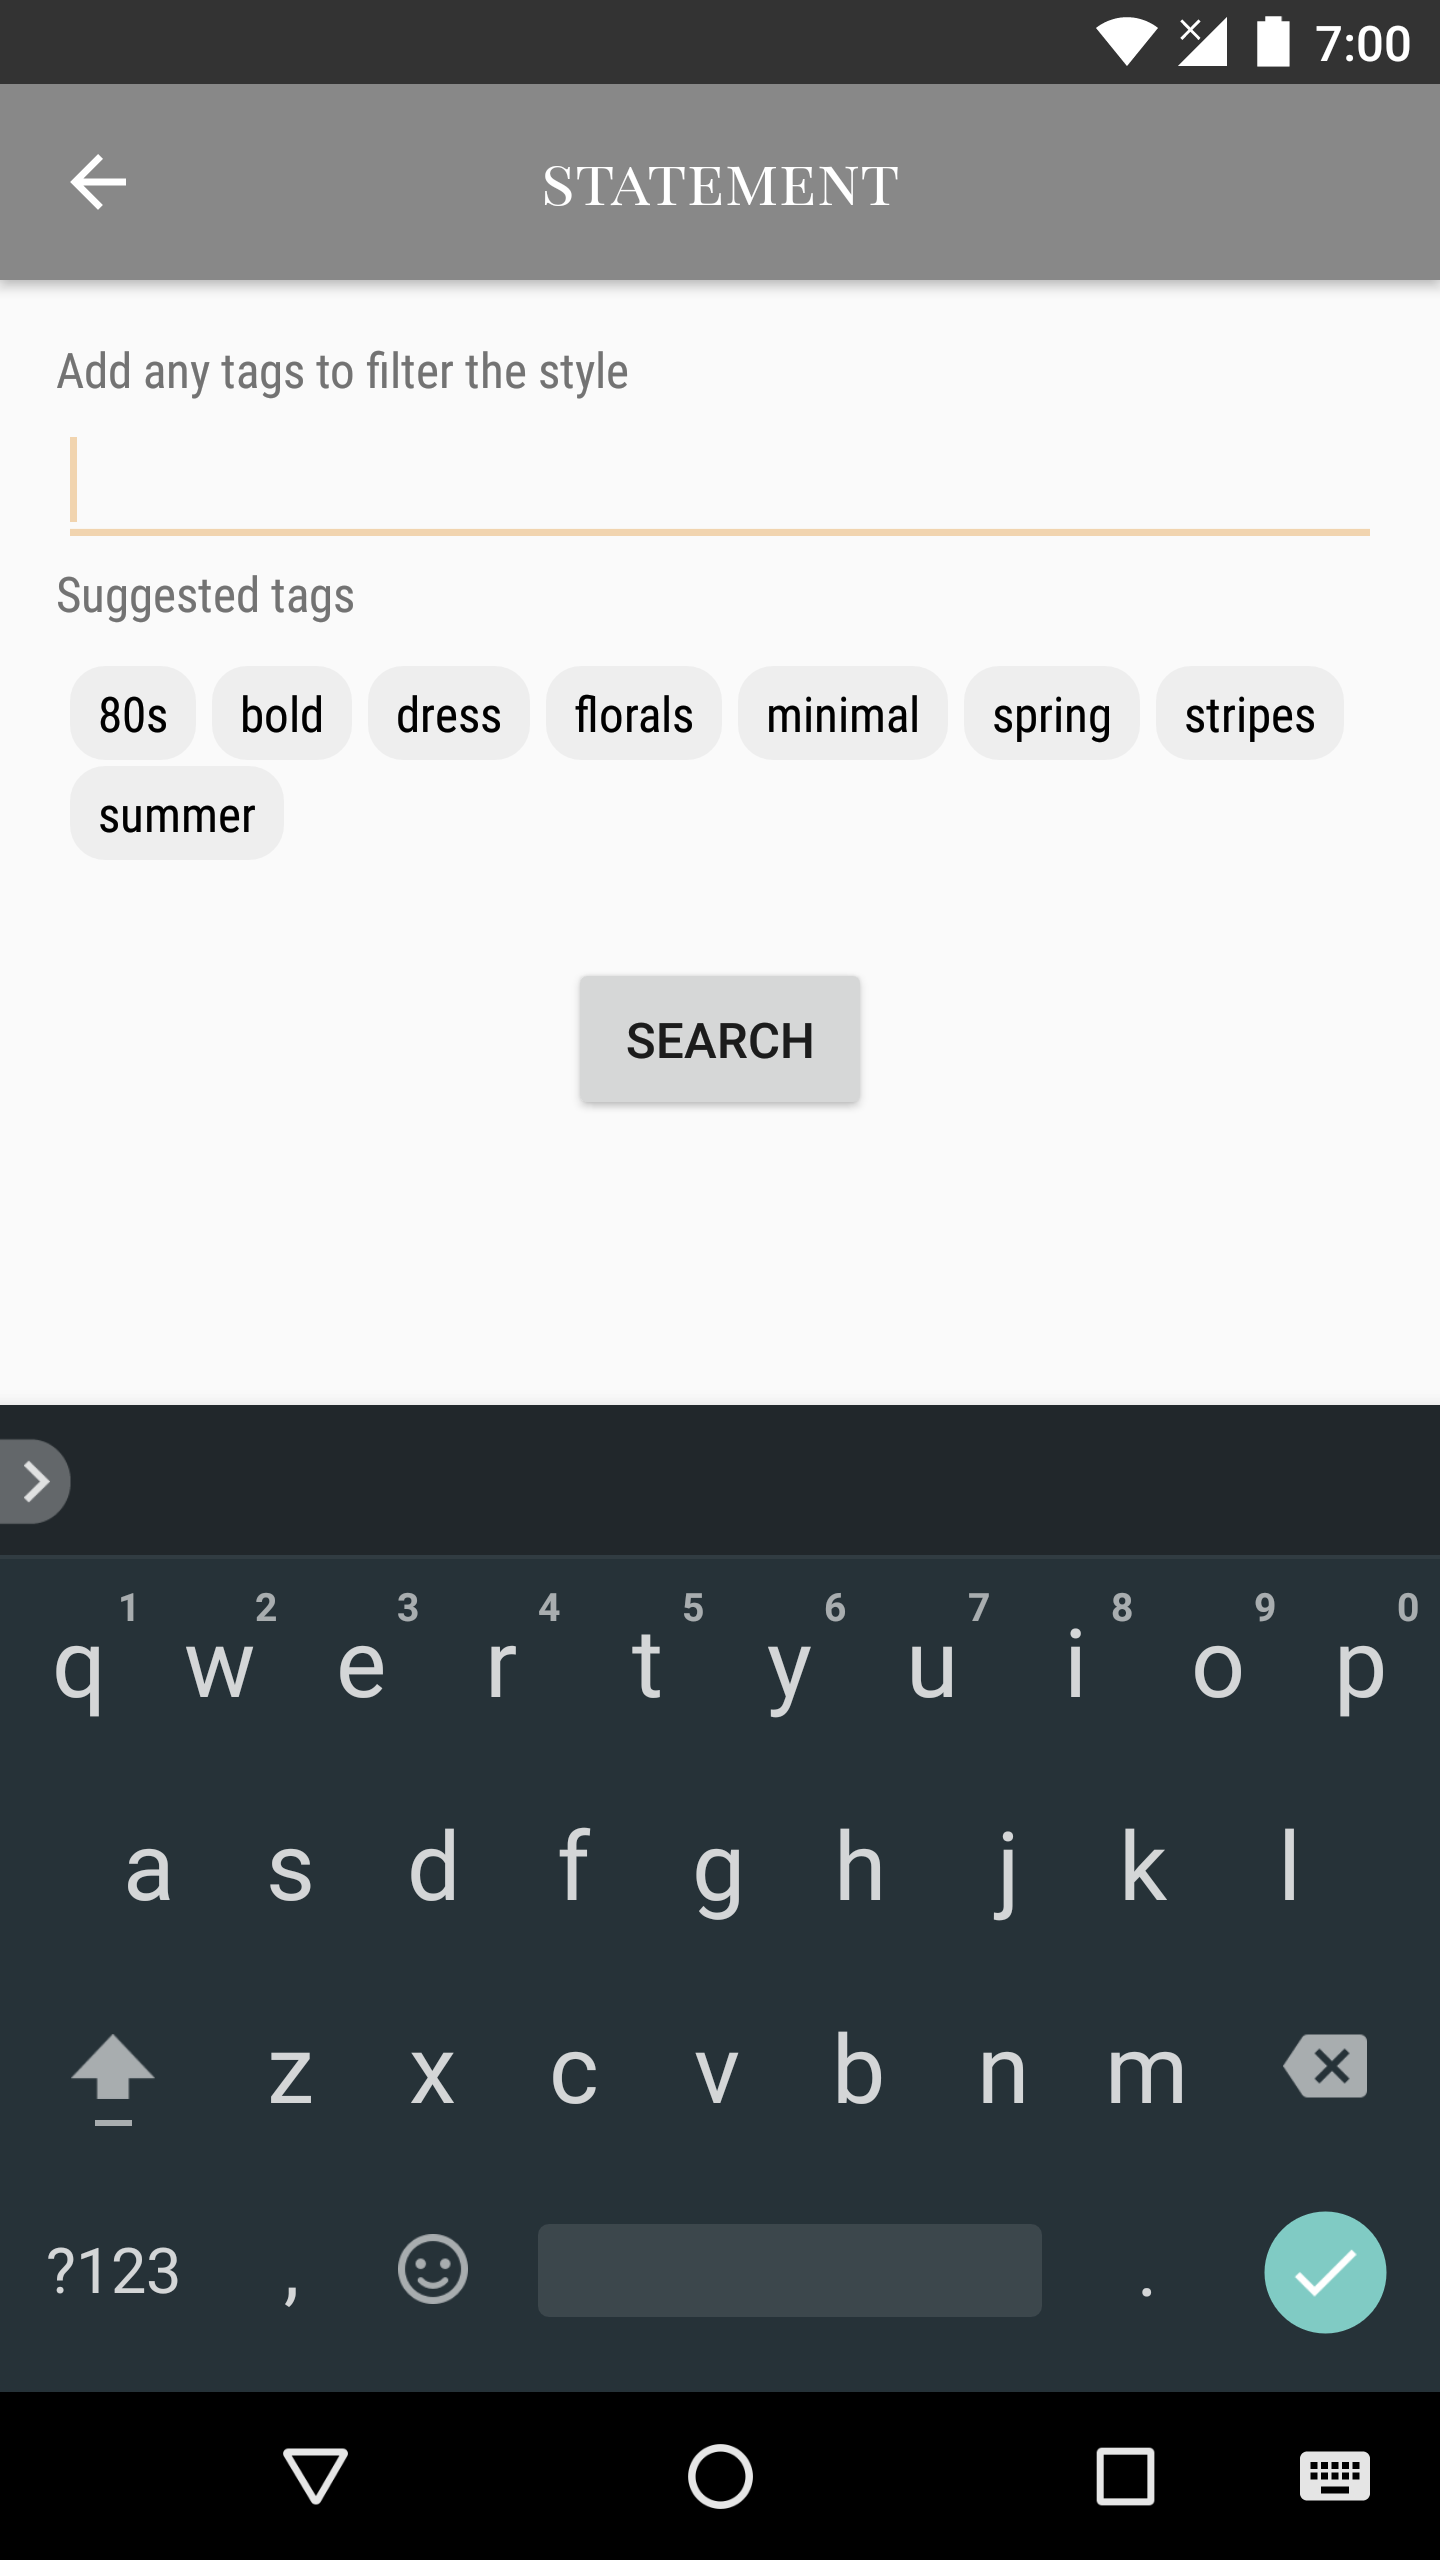 7:00
STATEMENT
Add any tags to filter the style
Suggested tags
80s bold dress florals minimal spring stripes
summer
SEARCH
1 2 3 4 5 6 7 8 9 0
q w e r t y u i o p
a s d f g h j k l
z x c v b n m
?123 , .